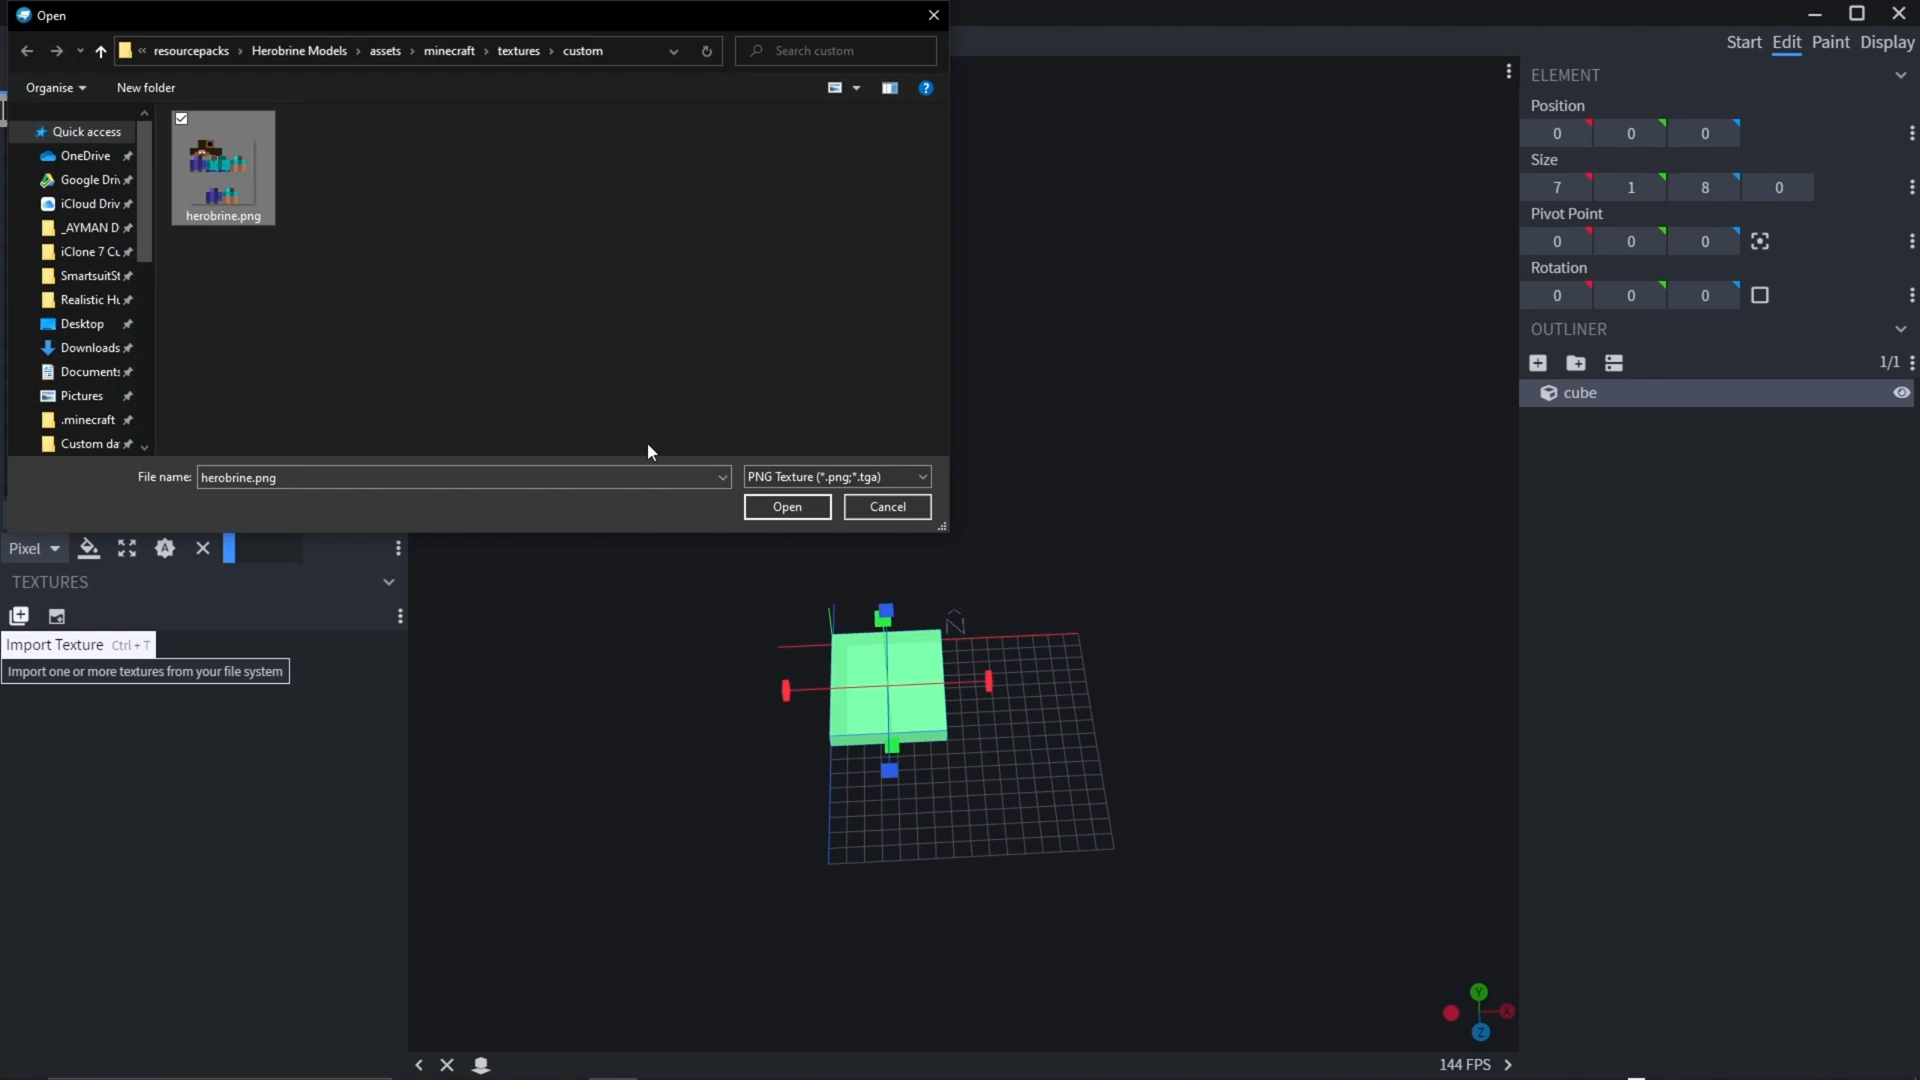 Open
« resourcepacks › Herobrine Models › assets › minecraft › textures › custom
Search custom
Organise
New folder
Quick access
OneDrive
Google Driv
iCloud Driv
_AYMAN D
iClone 7 Cu
SmartsuitSt
Realistic Hu
Desktop
Downloads
Documents
Pictures
.minecraft
Custom da
herobrine.png
File name: herobrine.png
PNG Texture (*.png;*.tga)
Open
Cancel
Start Edit Paint Display
ELEMENT
Position
0 0 0
Size
7 1 8 0
Pivot Point
0 0 0
Rotation
0 0 0
OUTLINER
1/1
cube
Pixel
TEXTURES
Import Texture Ctrl + T
Import one or more textures from your file system
N
Y
X
Z
144 FPS